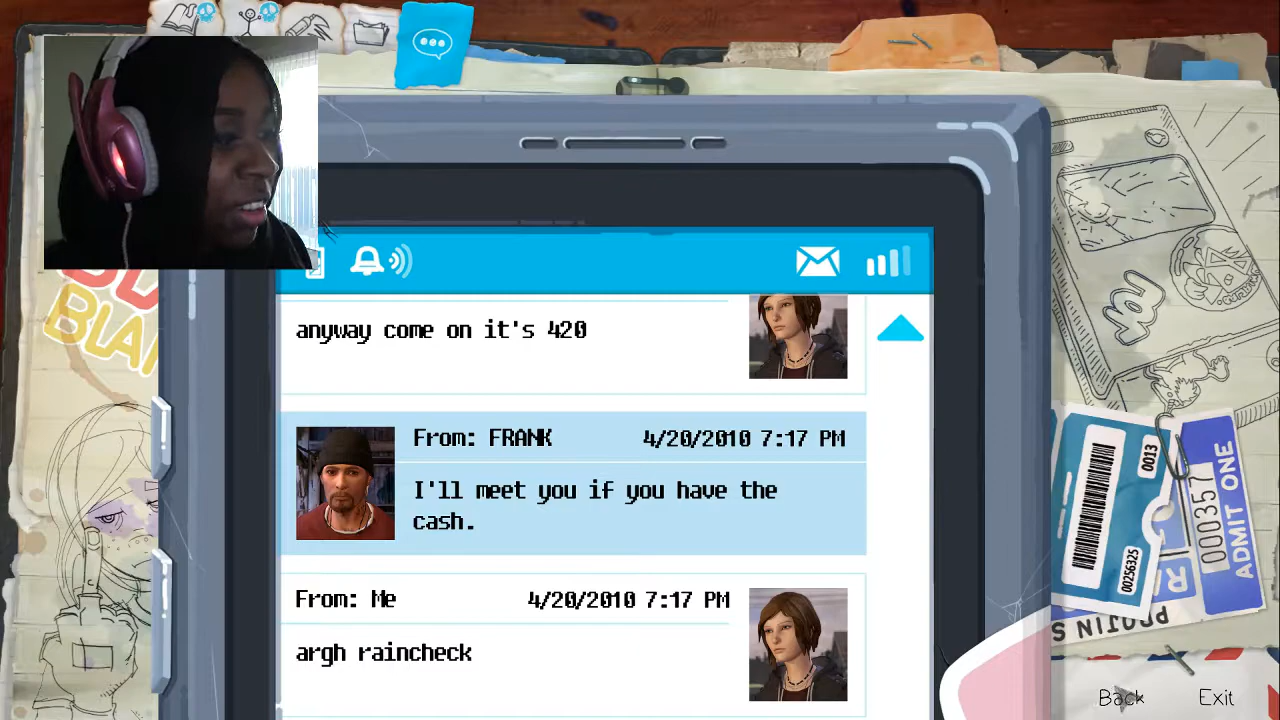 anyway come on it's 420
From: FRANK 4/20/2010 7:17 PM
I'll meet you if you have the
cash.
From: Me 4/20/2010 7:17 PM
argh raincheck
0013
00256325
000357
ADMIT ONE
Back Exit